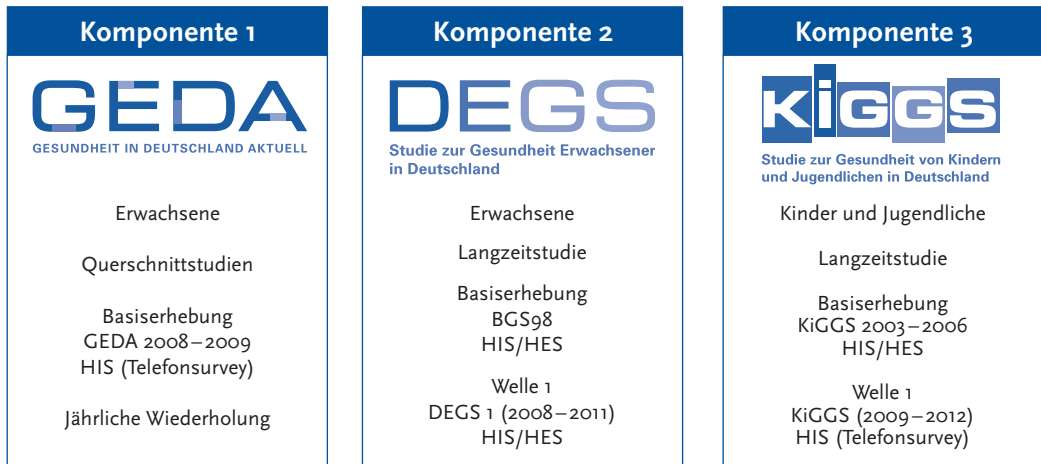 Komponente 1
GEDA
GESUNDHEIT IN DEUTSCHLAND AKTUELL
Erwachsene
Querschnittstudien
Basiserhebung
GEDA 2008–2009
HIS (Telefonsurvey)
Jährliche Wiederholung
Komponente 2
DEGS
Studie zur Gesundheit Erwachsener
in Deutschland
Erwachsene
Langzeitstudie
Basiserhebung
BGS98
HIS/HES
Welle 1
DEGS 1 (2008–2011)
HIS/HES
Komponente 3
KiGGS
Studie zur Gesundheit von Kindern
und Jugendlichen in Deutschland
Kinder und Jugendliche
Langzeitstudie
Basiserhebung
KiGGS 2003–2006
HIS/HES
Welle 1
KiGGS (2009–2012)
HIS (Telefonsurvey)